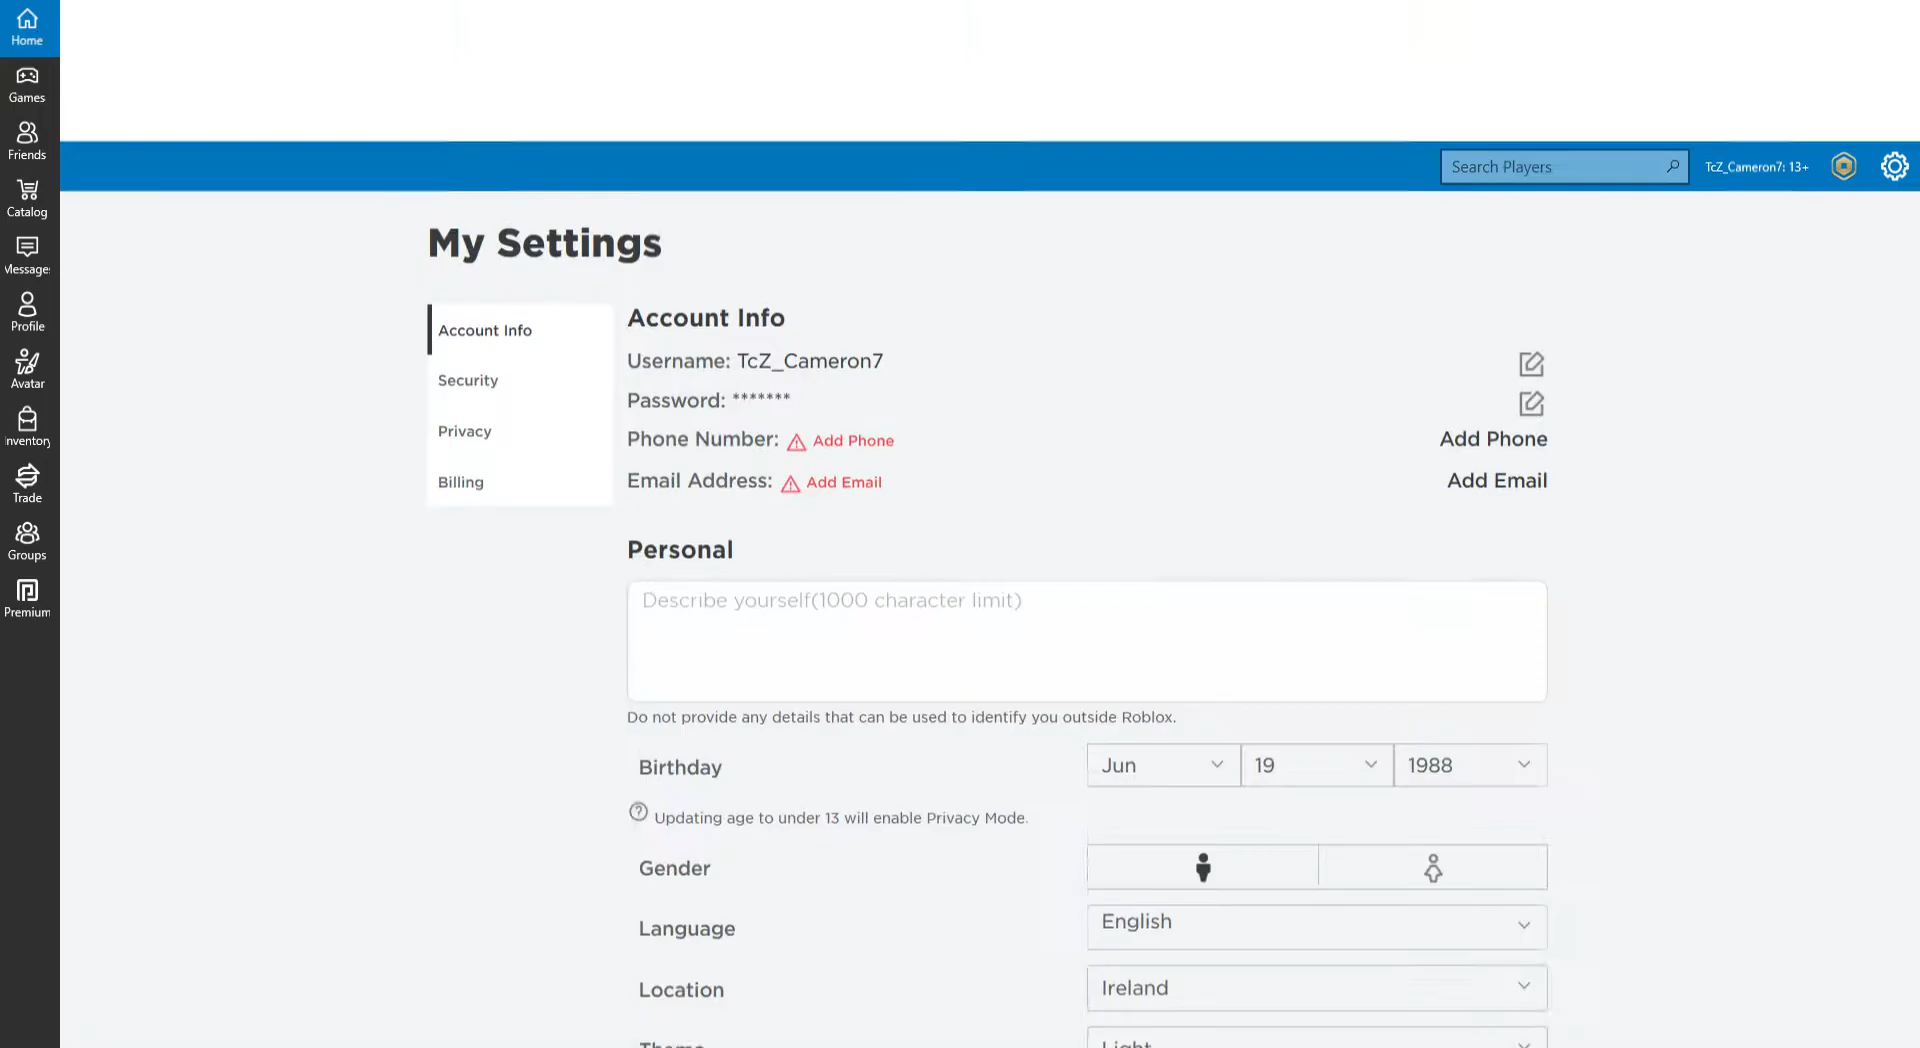 Home
Games
Friends
Catalog
Messages
Profile
Avatar
Inventory
Trade
Groups
Premium
Search Players
TcZ_Cameron7: 13+
My Settings
Account Info
Security
Privacy
Billing
Account Info
Username: TcZ_Cameron7
Password: *******
Phone Number: Add Phone
Add Phone
Email Address: Add Email
Add Email
Personal
Describe yourself(1000 character limit)
Do not provide any details that can be used to identify you outside Roblox.
Birthday
Jun
19
1988
Updating age to under 13 will enable Privacy Mode.
Gender
Language
English
Location
Ireland
Theme
Light